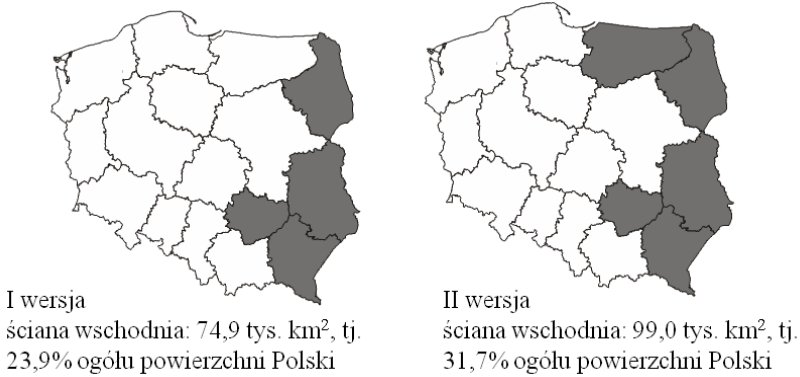 I wersja
ściana wschodnia: 74,9 tys. km², tj.
23,9% ogółu powierzchni Polski
II wersja
ściana wschodnia: 99,0 tys. km², tj.
31,7% ogółu powierzchni Polski